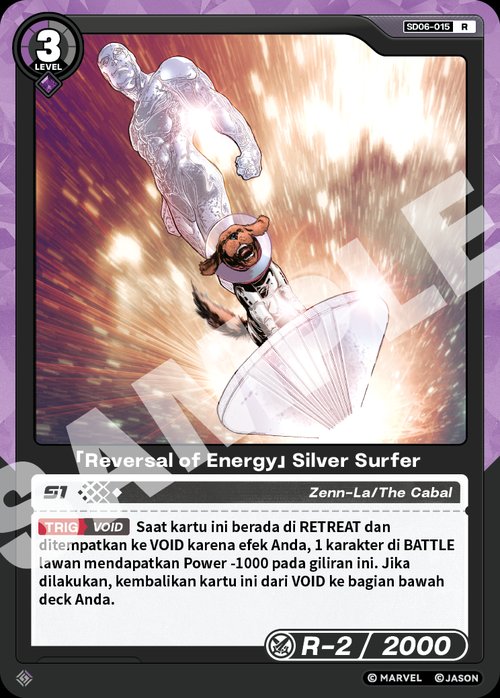 SD06-015 R
3
LEVEL
SAMPLE
「Reversal of Energy」 Silver Surfer
S1
Zenn-La/The Cabal
TRIG VOID Saat kartu ini berada di RETREAT dan
ditempatkan ke VOID karena efek Anda, 1 karakter di BATTLE
lawan mendapatkan Power -1000 pada giliran ini. Jika
dilakukan, kembalikan kartu ini dari VOID ke bagian bawah
deck Anda.
R-2 / 2000
© MARVEL © JASON